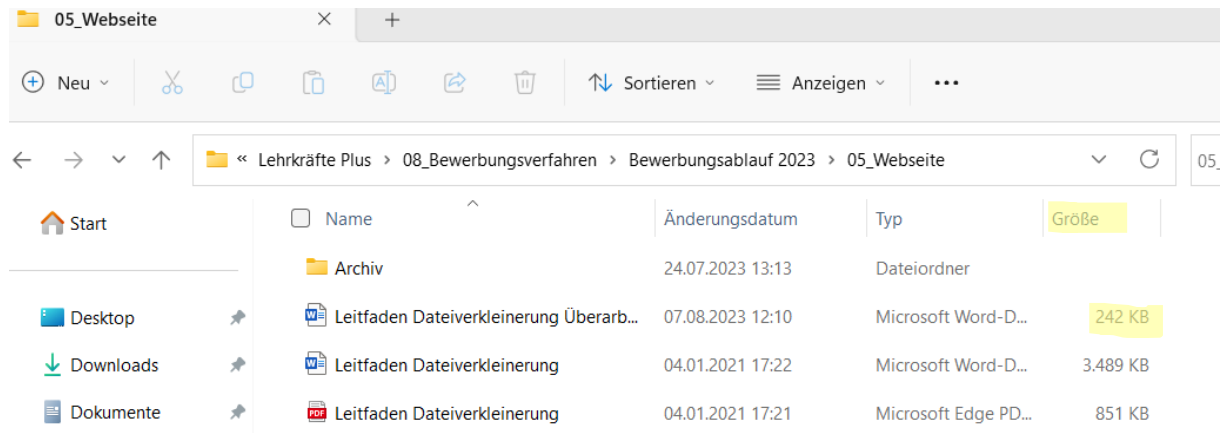 05_Webseite
Neu Sortieren Anzeigen
« Lehrkräfte Plus > 08_Bewerbungsverfahren > Bewerbungsablauf 2023 > 05_Webseite 05_
Start Name Änderungsdatum Typ Größe
Archiv 24.07.2023 13:13 Dateiordner
Desktop Leitfaden Dateiverkleinerung Überarb... 07.08.2023 12:10 Microsoft Word-D... 242 KB
Downloads Leitfaden Dateiverkleinerung 04.01.2021 17:22 Microsoft Word-D... 3.489 KB
Dokumente PDF Leitfaden Dateiverkleinerung 04.01.2021 17:21 Microsoft Edge PD... 851 KB